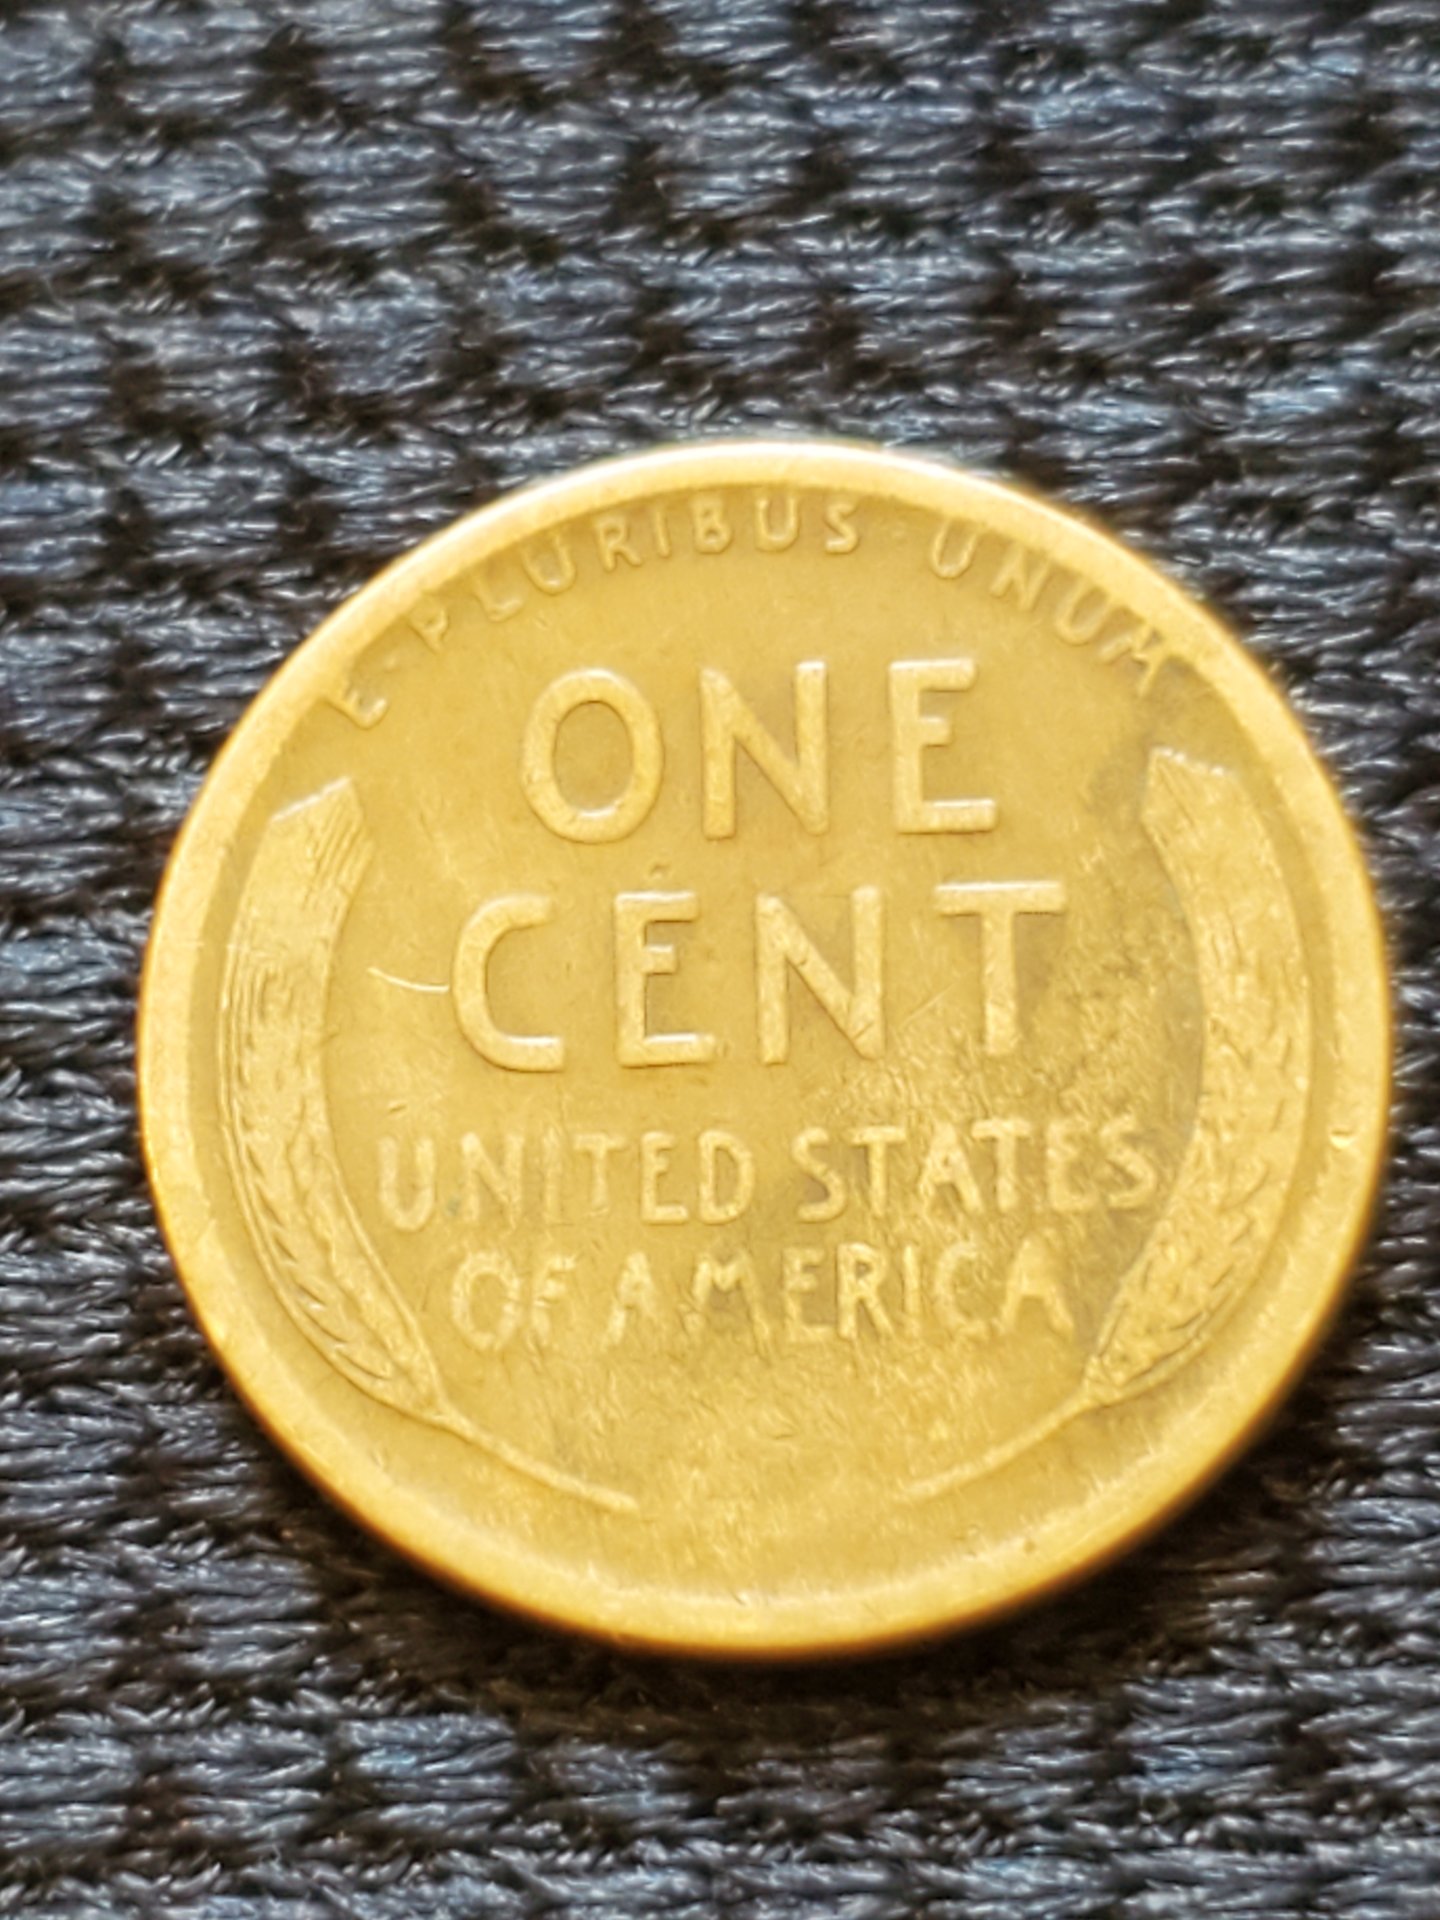 E·PLURIBUS·UNUM
ONE
CENT
UNITED STATES
OF AMERICA